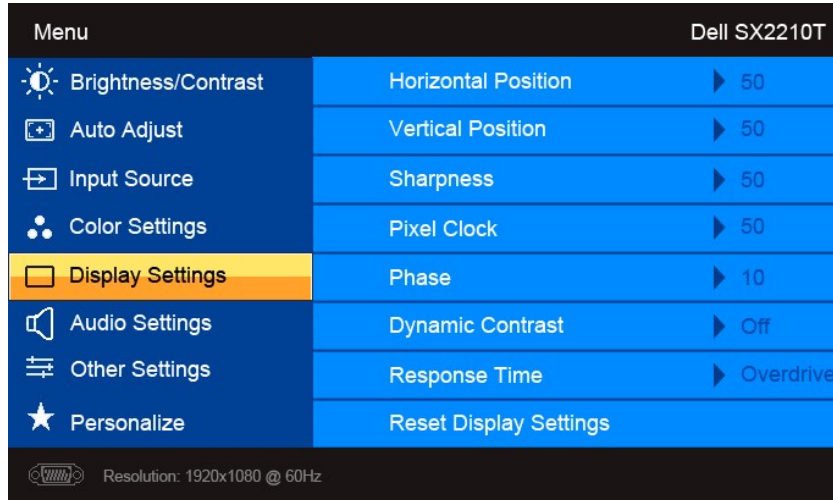 Menu Dell SX2210T
Brightness/Contrast Horizontal Position 50
Auto Adjust Vertical Position 50
Input Source Sharpness 50
Color Settings Pixel Clock 50
Display Settings Phase 10
Audio Settings Dynamic Contrast Off
Other Settings Response Time Overdrive
Personalize Reset Display Settings
Resolution: 1920x1080 @ 60Hz